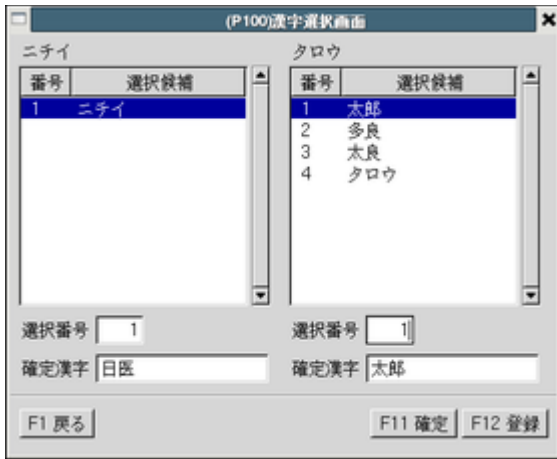 (P100)漢字選択画面
ニチイ
番号 選択候補
1 ニチイ
選択番号 1
確定漢字 日医
タロウ
番号 選択候補
1 太郎
2 多良
3 太良
4 タロウ
選択番号 1
確定漢字 太郎
F1 戻る
F11 確定
F12 登録